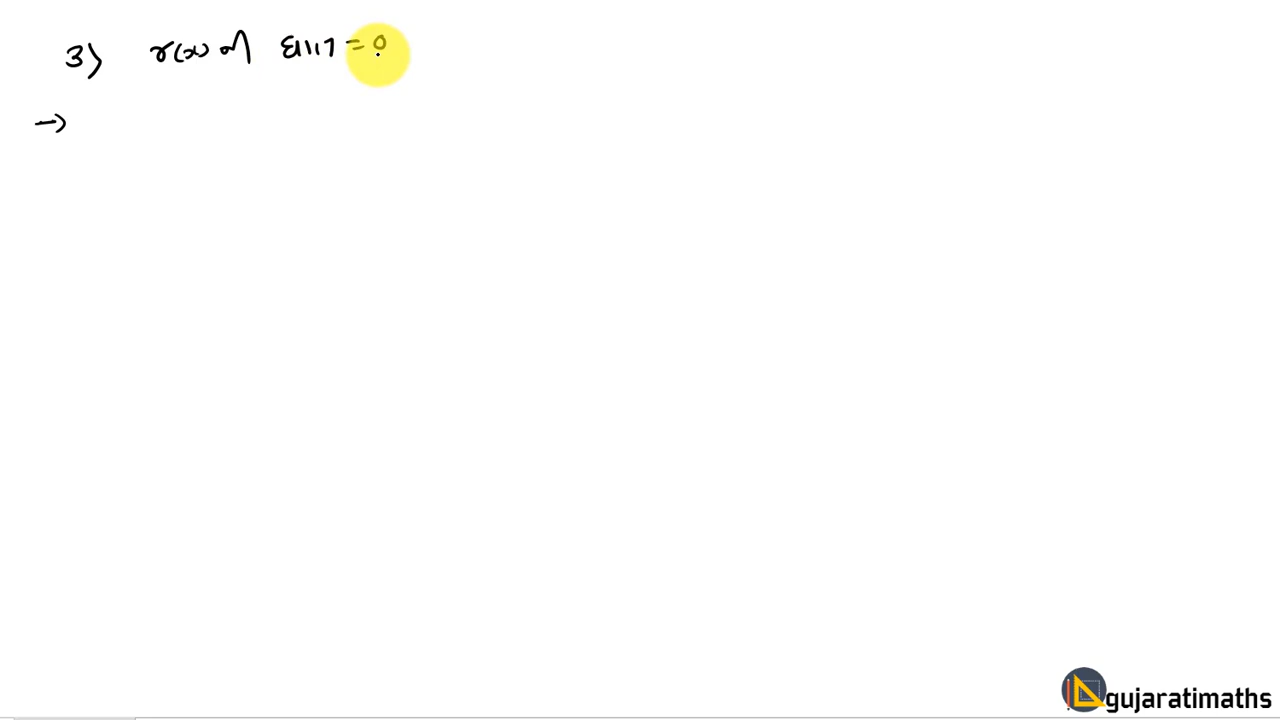 3) r(x) નો ઘાત = 0
→
gujaratimaths